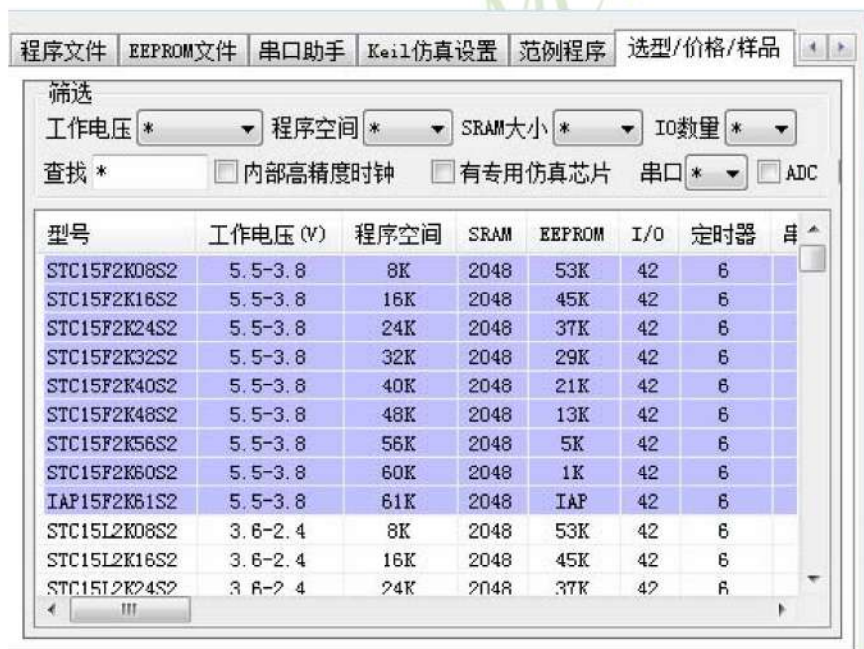 程序文件 EEPROM文件 串口助手 Keil仿真设置 范例程序 选型/价格/样品
筛选
工作电压 * 程序空间 * SRAM大小 * IO数量 *
查找 * 内部高精度时钟 有专用仿真芯片 串口 * ADC
型号 工作电压(V) 程序空间 SRAM EEPROM I/O 定时器
STC15F2K08S2 5.5-3.8 8K 2048 53K 42 6
STC15F2K16S2 5.5-3.8 16K 2048 45K 42 6
STC15F2K24S2 5.5-3.8 24K 2048 37K 42 6
STC15F2K32S2 5.5-3.8 32K 2048 29K 42 6
STC15F2K40S2 5.5-3.8 40K 2048 21K 42 6
STC15F2K48S2 5.5-3.8 48K 2048 13K 42 6
STC15F2K56S2 5.5-3.8 56K 2048 5K 42 6
STC15F2K60S2 5.5-3.8 60K 2048 1K 42 6
IAP15F2K61S2 5.5-3.8 61K 2048 IAP 42 6
STC15L2K08S2 3.6-2.4 8K 2048 53K 42 6
STC15L2K16S2 3.6-2.4 16K 2048 45K 42 6
STC15L2K24S2 3.6-2.4 24K 2048 37K 42 6